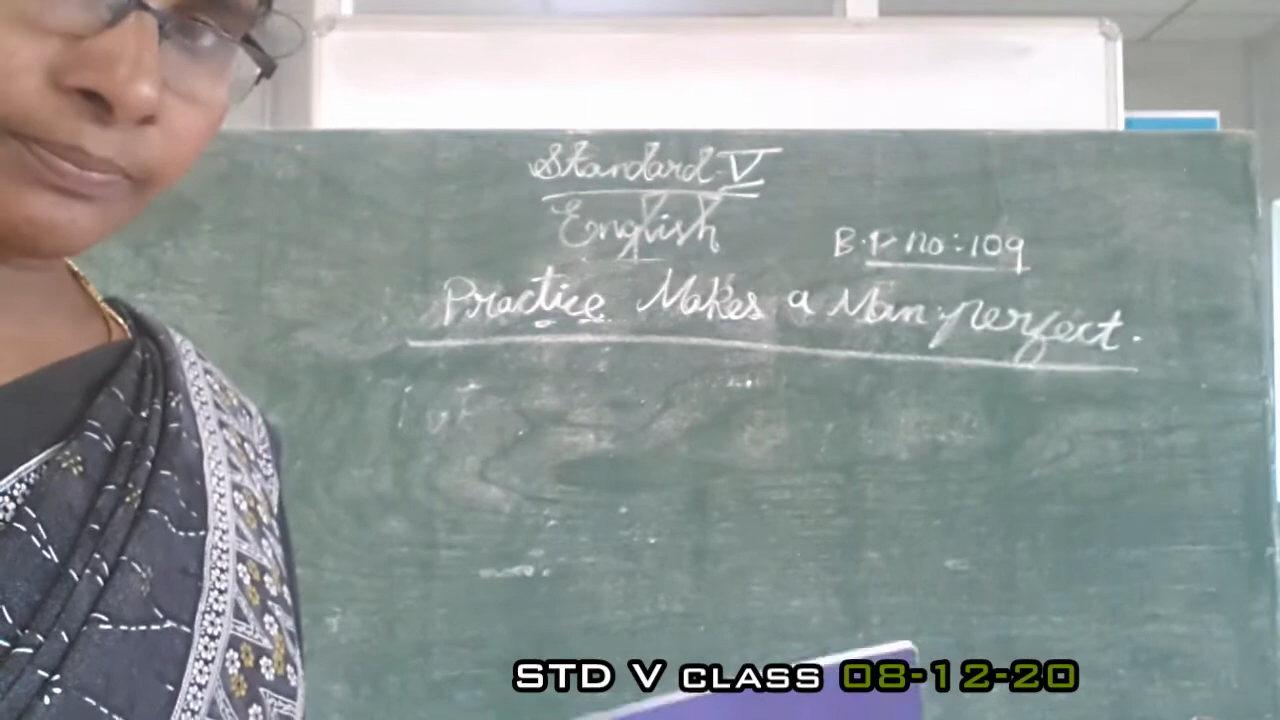 Standard-V
English
B.P no:109
Practice Makes a Man perfect.
STD V CLASS 08-12-20